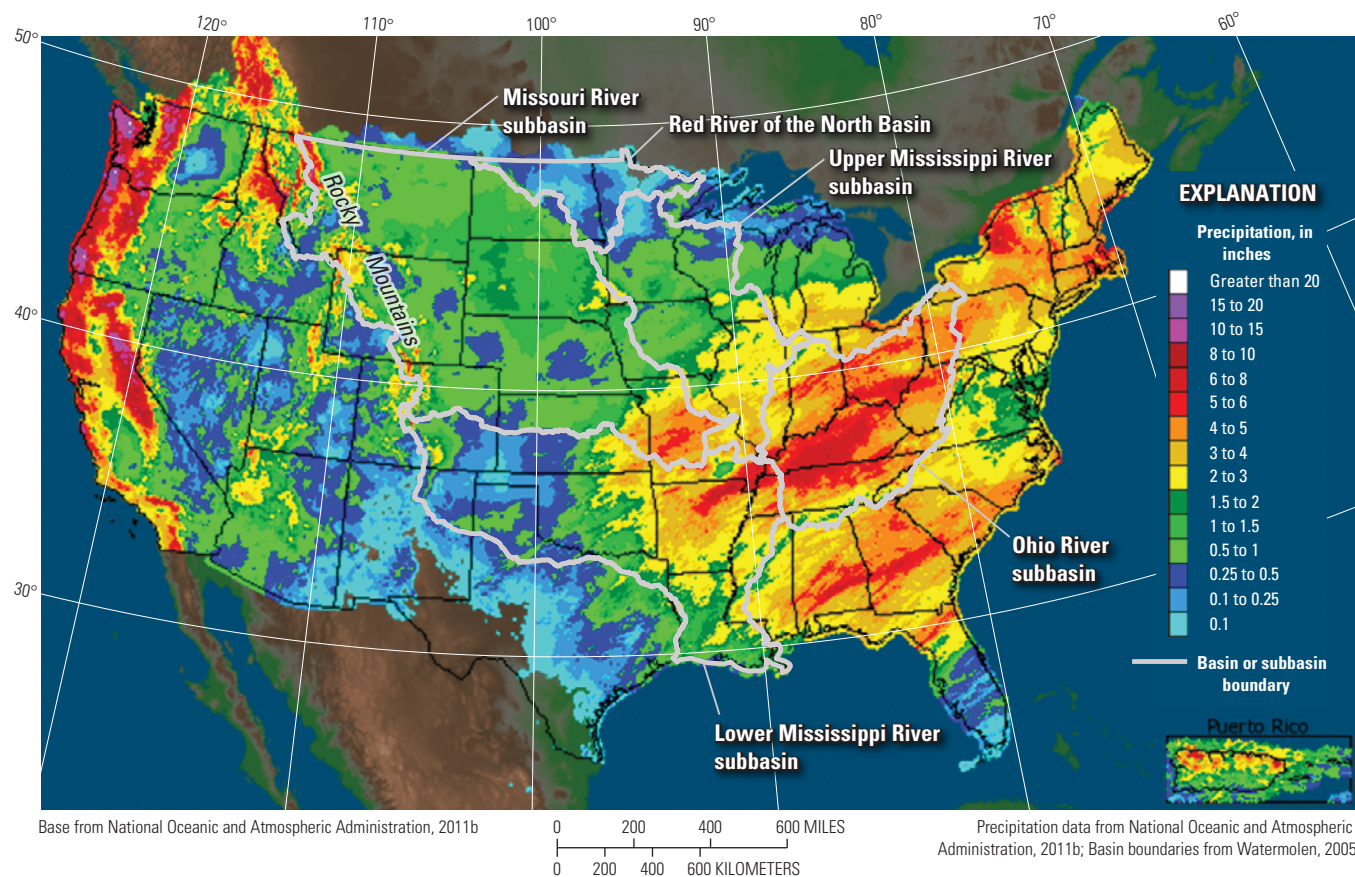 120°
110°
100°
90°
80°
70°
60°
50°
40°
30°
Missouri River
subbasin
Red River of the North Basin
Upper Mississippi River
subbasin
Rocky
Mountains
Ohio River
subbasin
Lower Mississippi River
subbasin
EXPLANATION
Precipitation, in
inches
Greater than 20
15 to 20
10 to 15
8 to 10
6 to 8
5 to 6
4 to 5
3 to 4
2 to 3
1.5 to 2
1 to 1.5
0.5 to 1
0.25 to 0.5
0.1 to 0.25
0.1
Basin or subbasin
boundary
Puerto Rico
Base from National Oceanic and Atmospheric Administration, 2011b
0 200 400 600 MILES
0 200 400 600 KILOMETERS
Precipitation data from National Oceanic and Atmospheric
Administration, 2011b; Basin boundaries from Watermolen, 2005